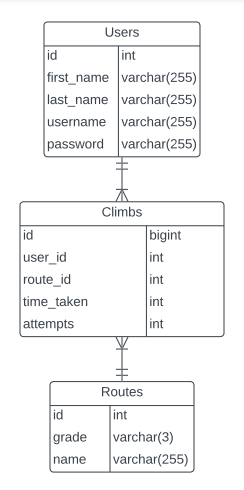 Users
id int
first_name varchar(255)
last_name varchar(255)
username varchar(255)
password varchar(255)
Climbs
id bigint
user_id int
route_id int
time_taken int
attempts int
Routes
id int
grade varchar(3)
name varchar(255)